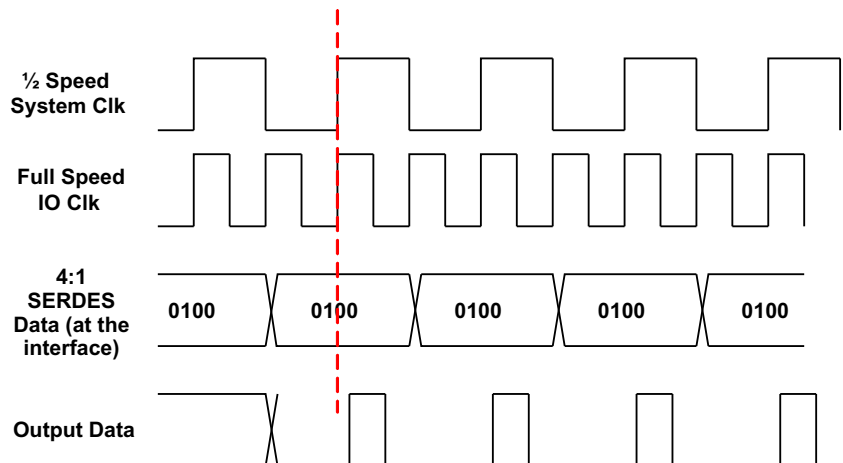 ½ Speed
System Clk
Full Speed
IO Clk
4:1
SERDES
Data (at the
interface)
0100 0100 0100 0100 0100
Output Data